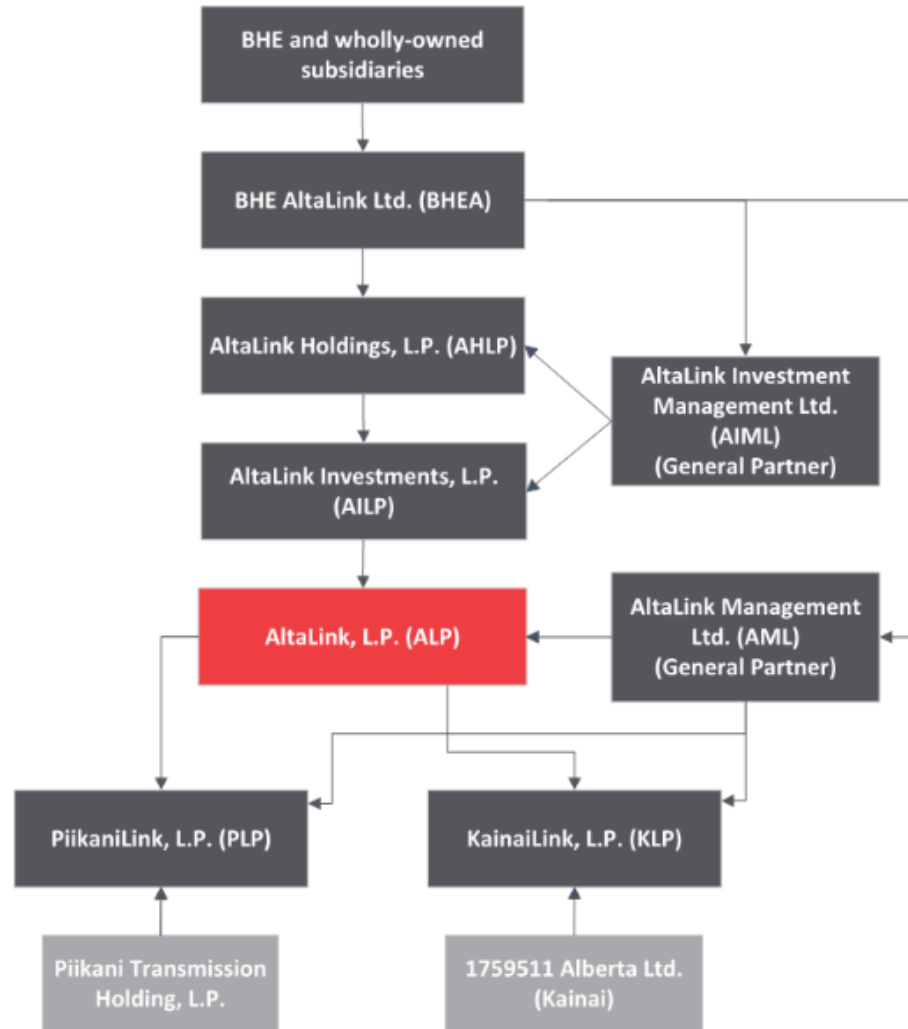 BHE and wholly-owned
subsidiaries
BHE AltaLink Ltd. (BHEA)
AltaLink Holdings, L.P. (AHLP)
AltaLink Investment
Management Ltd.
(AIML)
(General Partner)
AltaLink Investments, L.P.
(AILP)
AltaLink, L.P. (ALP)
AltaLink Management
Ltd. (AML)
(General Partner)
PiikaniLink, L.P. (PLP)
KainaiLink, L.P. (KLP)
Piikani Transmission
Holding, L.P.
1759511 Alberta Ltd.
(Kainai)